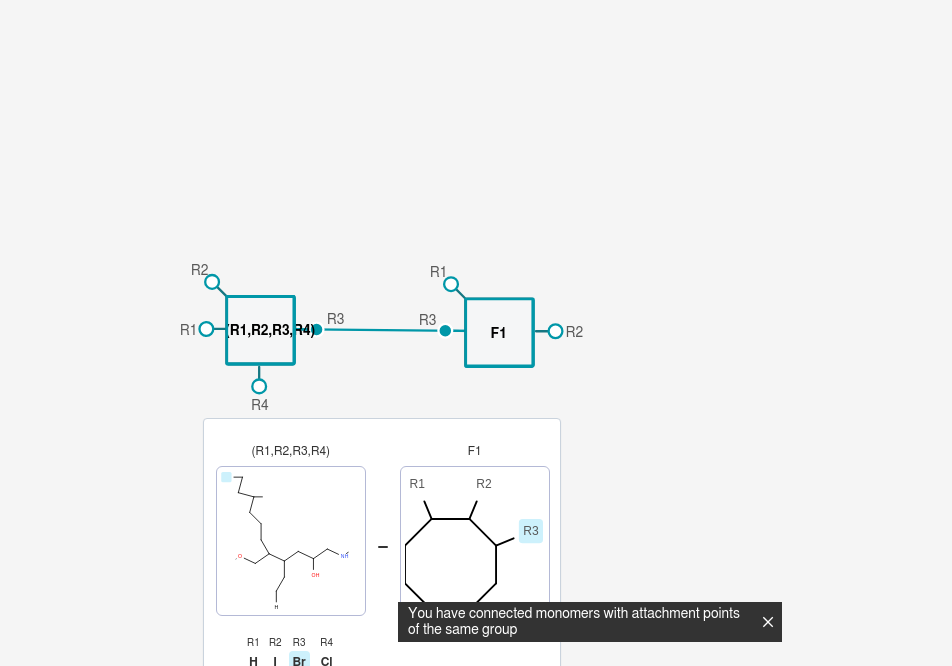 R2
R1
R1
(R1,R2,R3,R4)
R3
R3
F1
R2
R4
(R1,R2,R3,R4)
F1
R1
R2
R3
O
OH
H
You have connected monomers with attachment points
of the same group
R1 R2 R3 R4
H I Br Cl